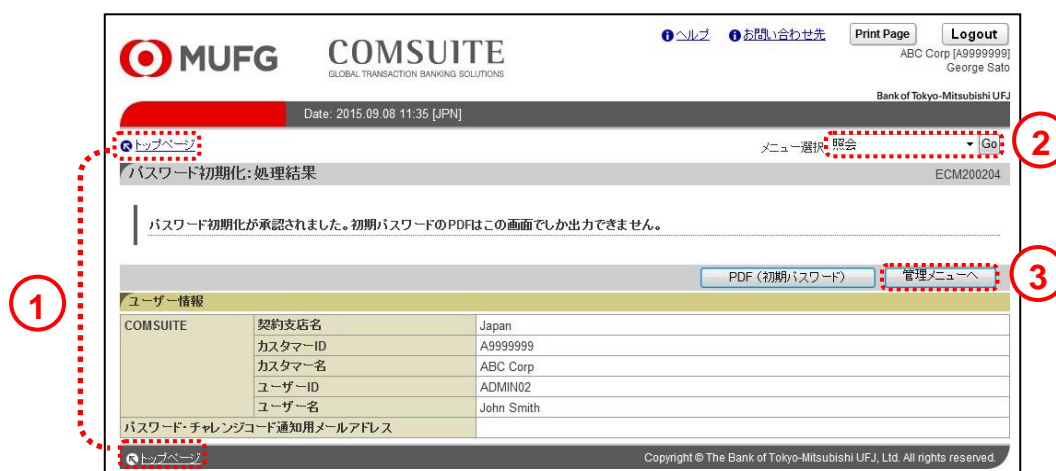 ヘルプ お問い合わせ先 Print Page Logout
MUFG COMSUITE
GLOBAL TRANSACTION BANKING SOLUTIONS
ABC Corp [A9999999]
George Sato
Bank of Tokyo-Mitsubishi UFJ
Date: 2015.09.08 11:35 [JPN]
トップページ メニュー選択 照会 Go 2
パスワード初期化:処理結果 ECM200204
パスワード初期化が承認されました。初期パスワードのPDFはこの画面でしか出力できません。
PDF (初期パスワード) 管理メニューへ 3
1
ユーザー情報
COMSUITE 契約支店名 Japan
カスタマーID A9999999
カスタマー名 ABC Corp
ユーザーID ADMIN02
ユーザー名 John Smith
パスワード・チャレンジコード通知用メールアドレス
トップページ Copyright © The Bank of Tokyo-Mitsubishi UFJ, Ltd. All rights reserved.